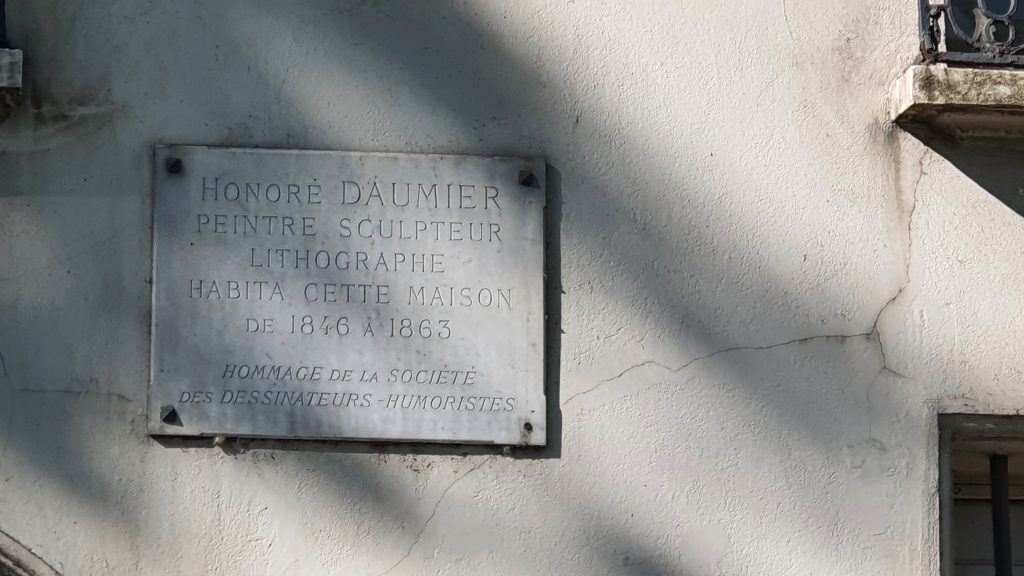 HONORÉ DAUMIER
PEINTRE SCULPTEUR
LITHOGRAPHE
HABITA CETTE MAISON
DE 1846 À 1863
HOMMAGE DE LA SOCIÉTÉ
DES DESSINATEURS-HUMORISTES